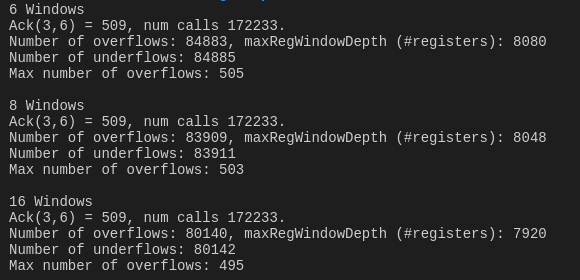 6 Windows
Ack(3,6) = 509, num calls 172233.
Number of overflows: 84883, maxRegWindowDepth (#registers): 8080
Number of underflows: 84885
Max number of overflows: 505
8 Windows
Ack(3,6) = 509, num calls 172233.
Number of overflows: 83909, maxRegWindowDepth (#registers): 8048
Number of underflows: 83911
Max number of overflows: 503
16 Windows
Ack(3,6) = 509, num calls 172233.
Number of overflows: 80140, maxRegWindowDepth (#registers): 7920
Number of underflows: 80142
Max number of overflows: 495